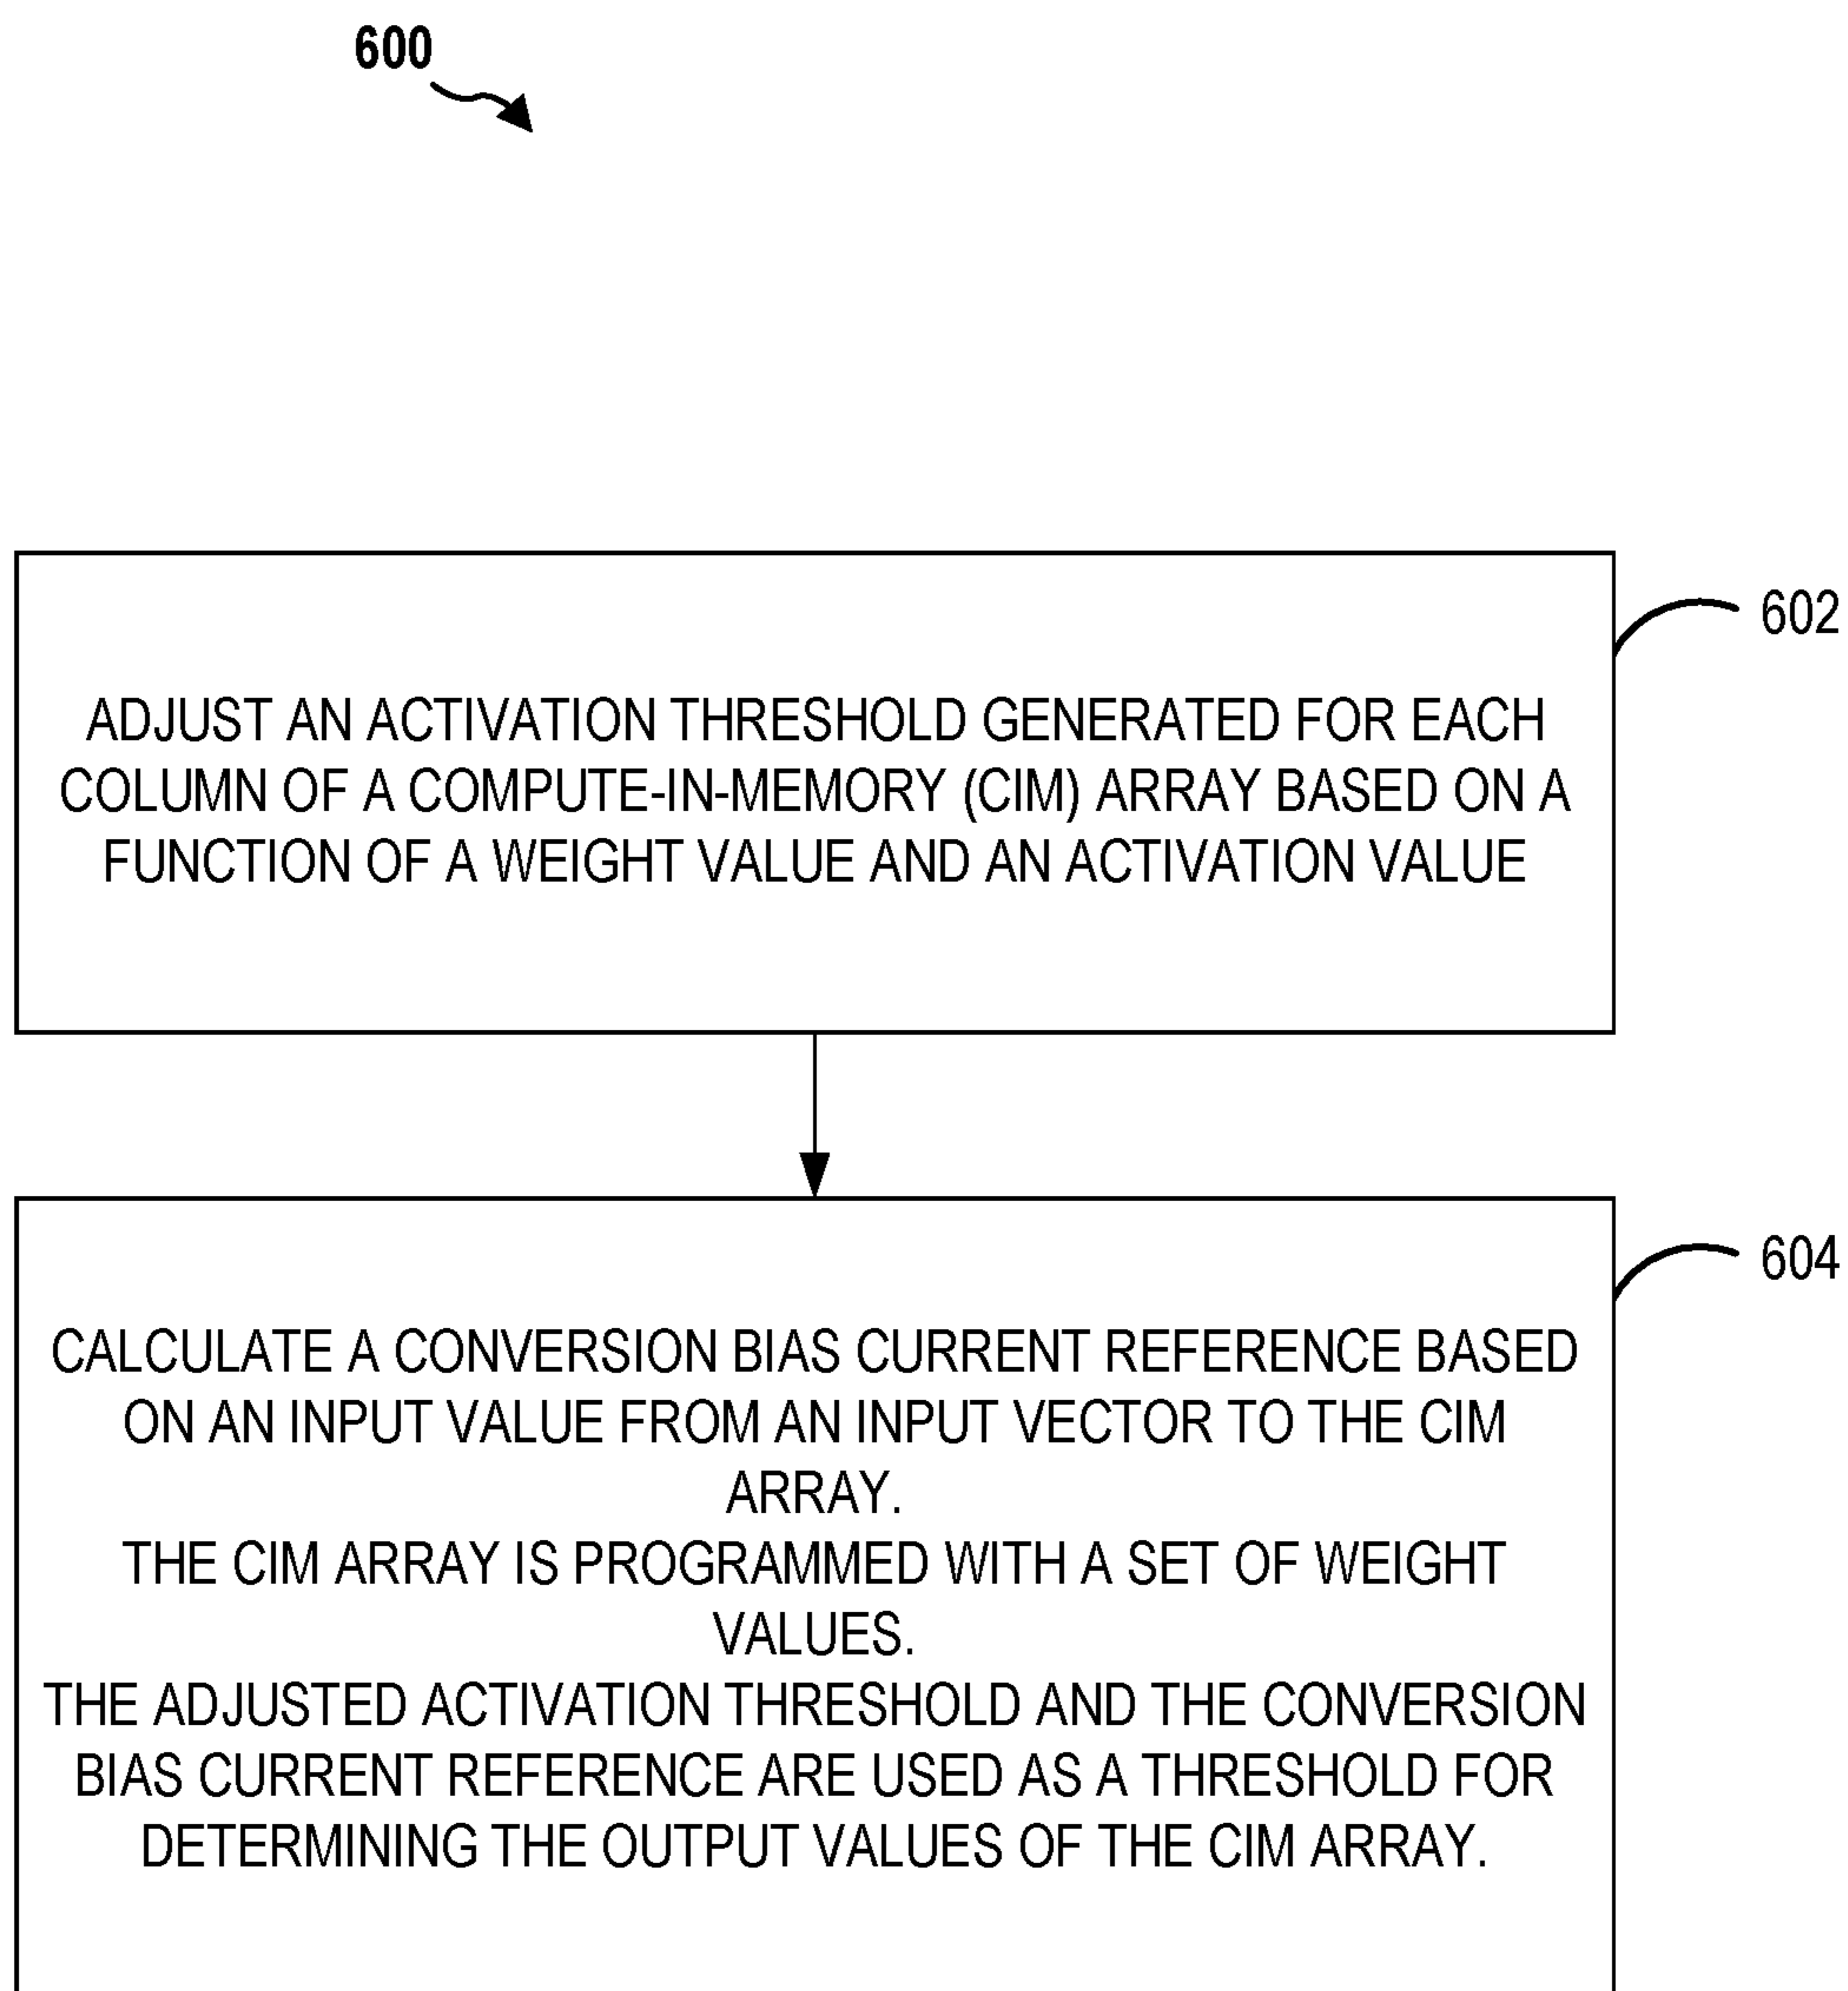 600
602
ADJUST AN ACTIVATION THRESHOLD GENERATED FOR EACH
COLUMN OF A COMPUTE-IN-MEMORY (CIM) ARRAY BASED ON A
FUNCTION OF A WEIGHT VALUE AND AN ACTIVATION VALUE
604
CALCULATE A CONVERSION BIAS CURRENT REFERENCE BASED
ON AN INPUT VALUE FROM AN INPUT VECTOR TO THE CIM
ARRAY.
THE CIM ARRAY IS PROGRAMMED WITH A SET OF WEIGHT
VALUES.
THE ADJUSTED ACTIVATION THRESHOLD AND THE CONVERSION
BIAS CURRENT REFERENCE ARE USED AS A THRESHOLD FOR
DETERMINING THE OUTPUT VALUES OF THE CIM ARRAY.